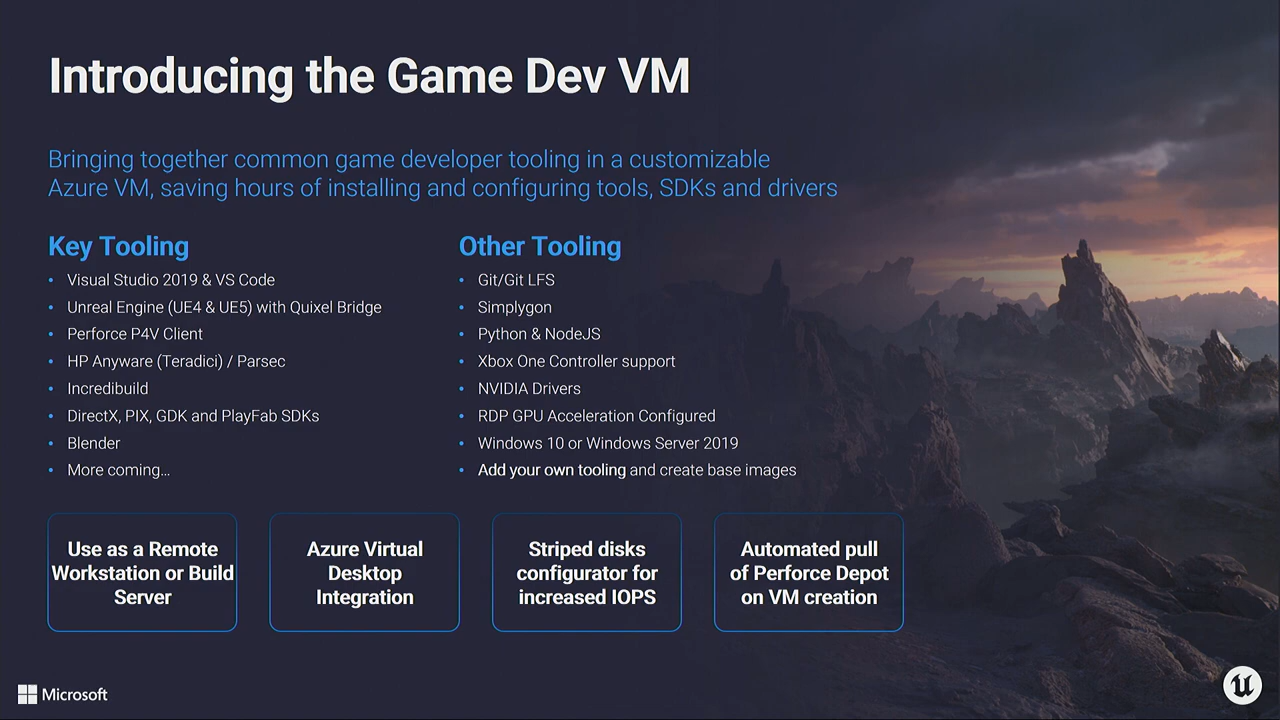 Introducing the Game Dev VM
Bringing together common game developer tooling in a customizable
Azure VM, saving hours of installing and configuring tools, SDKs and drivers
Key Tooling
• Visual Studio 2019 & VS Code
• Unreal Engine (UE4 & UE5) with Quixel Bridge
• Perforce P4V Client
• HP Anyware (Teradici) / Parsec
• Incredibuild
• DirectX, PIX, GDK and PlayFab SDKs
• Blender
• More coming…
Other Tooling
• Git/Git LFS
• Simplygon
• Python & NodeJS
• Xbox One Controller support
• NVIDIA Drivers
• RDP GPU Acceleration Configured
• Windows 10 or Windows Server 2019
• Add your own tooling and create base images
Use as a Remote
Workstation or Build
Server
Azure Virtual
Desktop
Integration
Striped disks
configurator for
increased IOPS
Automated pull
of Perforce Depot
on VM creation
Microsoft